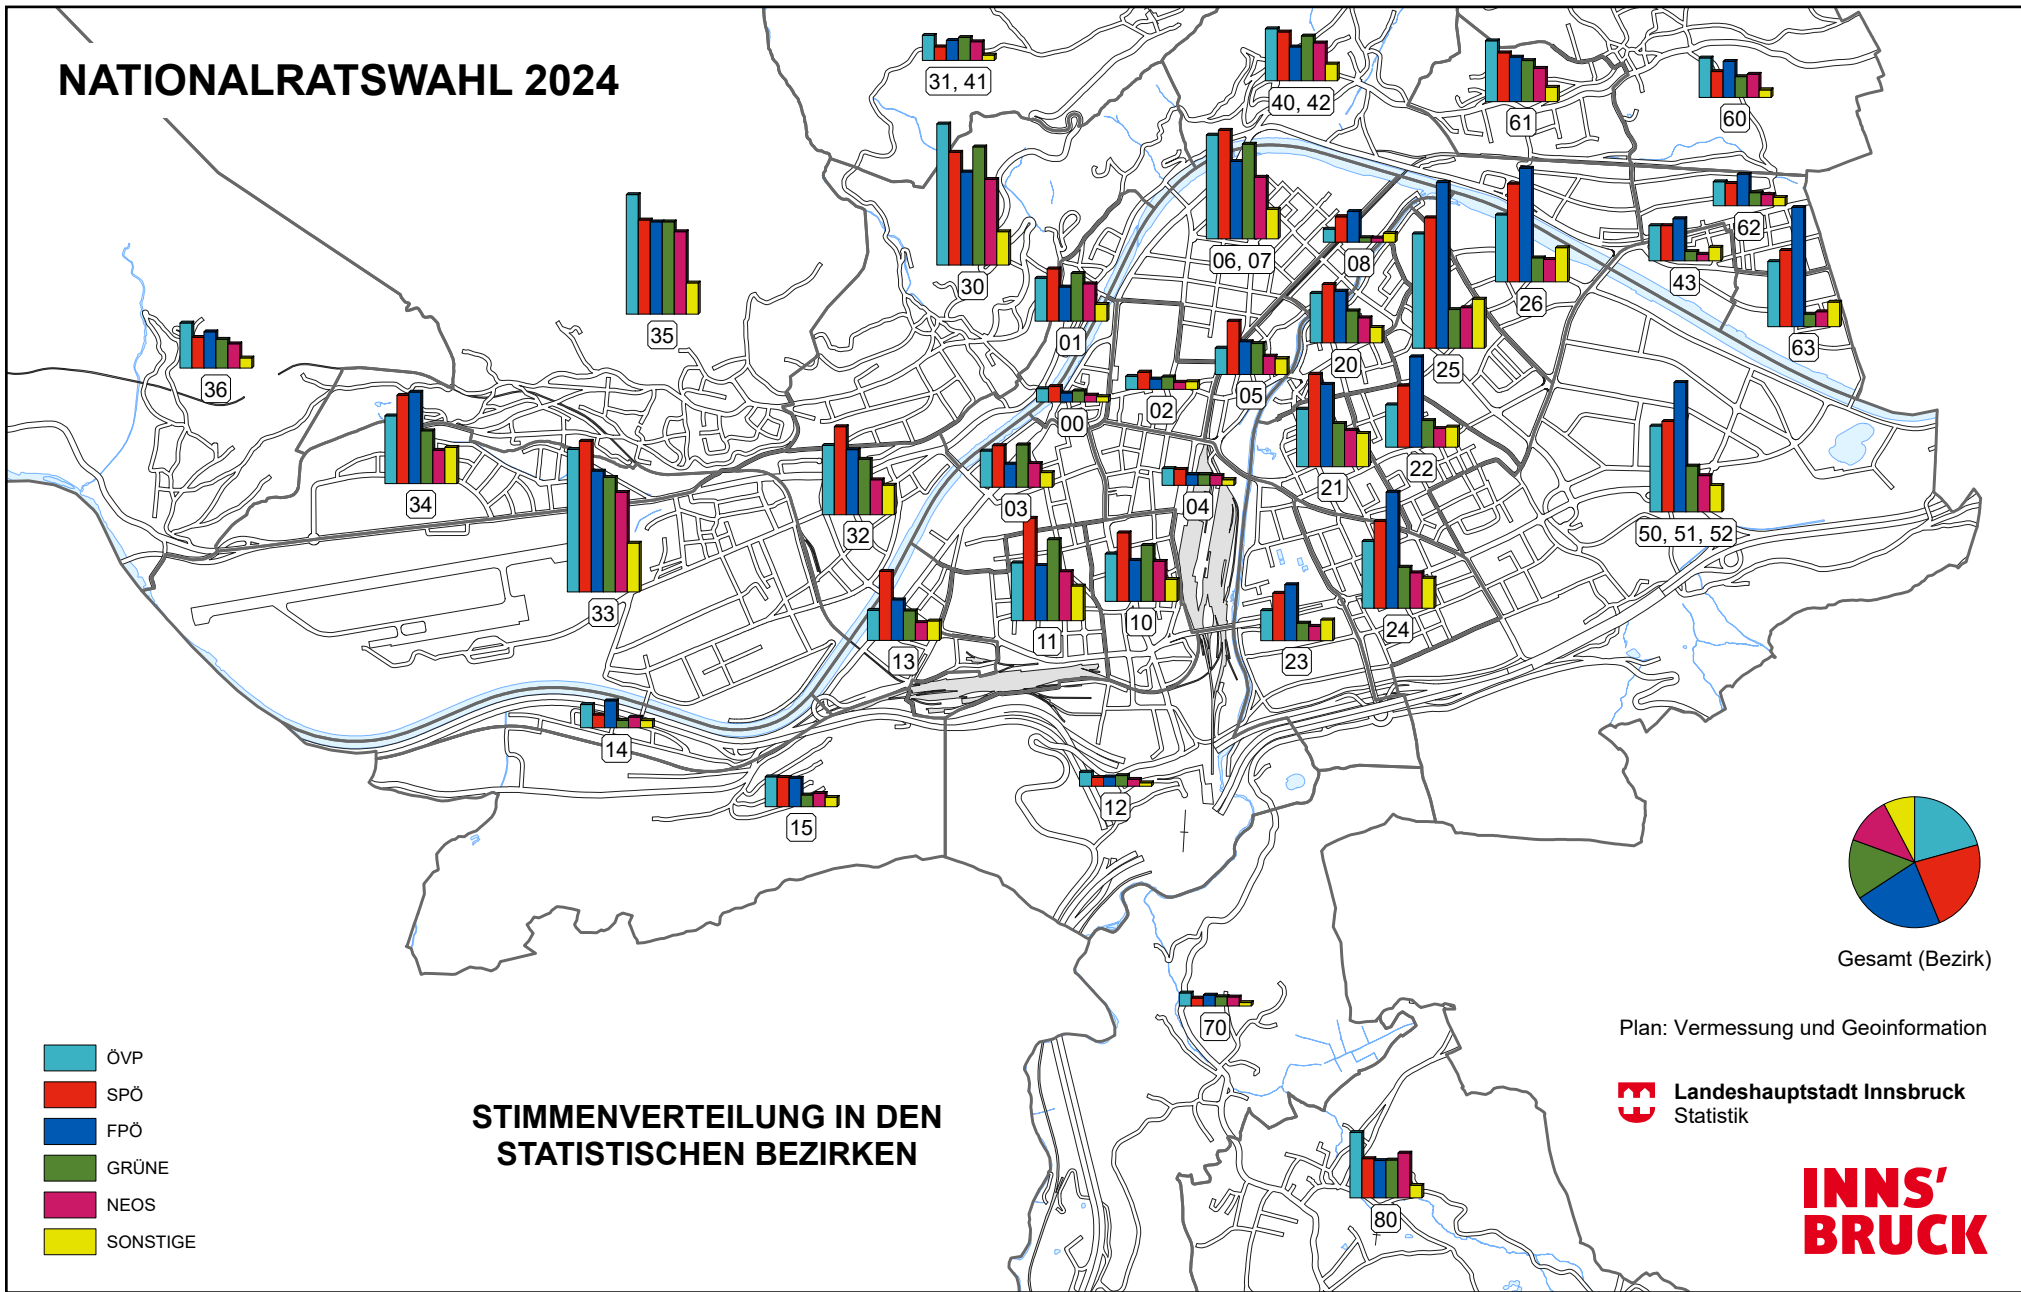 NATIONALRATSWAHL 2024
31, 41
40, 42
61
60
62
43
63
06, 07
08
26
30
01
35
36
20
25
05
02
00
34
33
32
03
04
21
22
50, 51, 52
13
11
10
23
24
14
15
12
70
80
Gesamt (Bezirk)
Plan: Vermessung und Geoinformation
Landeshauptstadt Innsbruck
Statistik
INNS'
BRUCK
ÖVP
SPÖ
FPÖ
GRÜNE
NEOS
SONSTIGE
STIMMENVERTEILUNG IN DEN
STATISTISCHEN BEZIRKEN